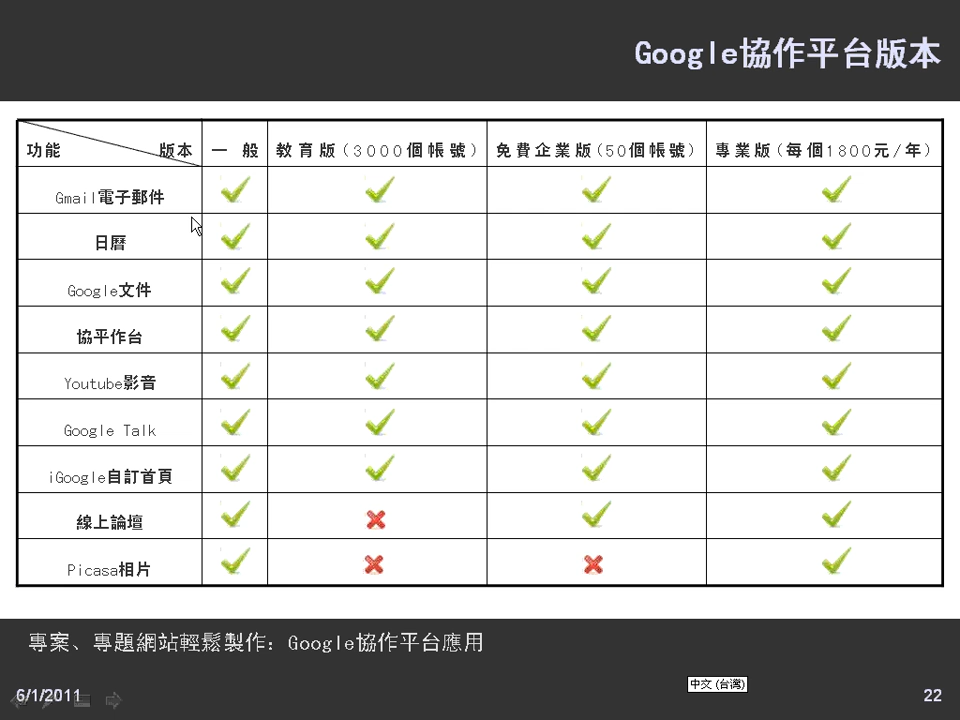 Google協作平台版本
功能 版本 一 般 教育版(3000個帳號) 免費企業版(50個帳號) 專業版(每個1800元/年)
Gmail電子郵件
日曆
Google文件
協平作台
Youtube影音
Google Talk
iGoogle自訂首頁
線上論壇
Picasa相片
專案、專題網站輕鬆製作: Google協作平台應用
中文 (台灣)
6/1/2011 22